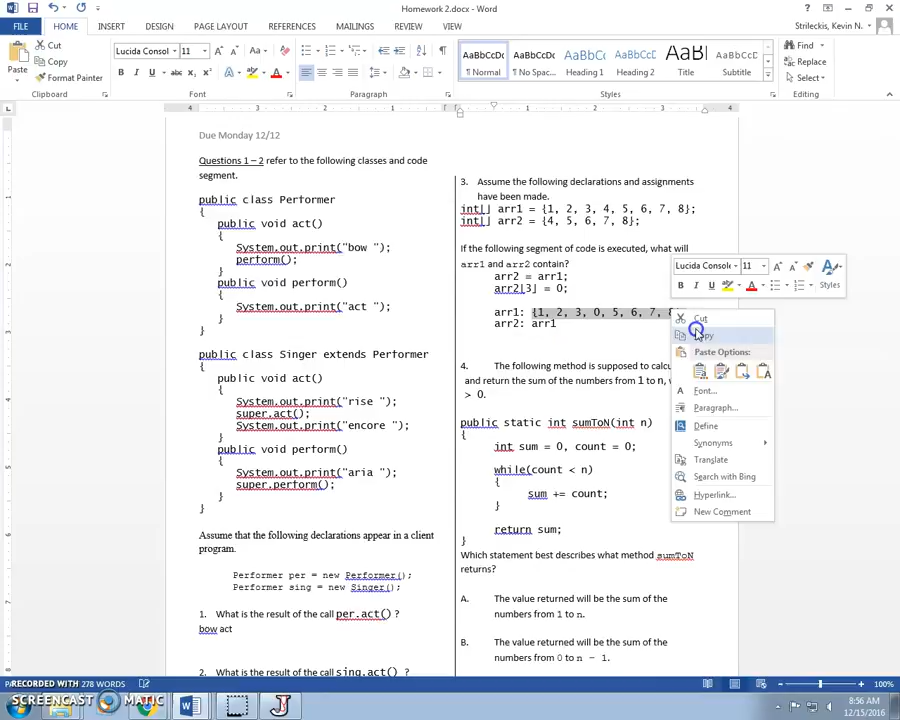 Homework 2.docx - Word
FILE HOME INSERT DESIGN PAGE LAYOUT REFERENCES MAILINGS REVIEW VIEW Strileckis, Kevin N.
Paste
Cut
Copy
Format Painter
Clipboard
Lucida Consol 11
Font
Paragraph
AaBbCcDc AaBbCcDc AaBbCc AaBbCc AaBb AaBbCcDc
¶ Normal ¶ No Spac... Heading 1 Heading 2 Title Subtitle
Styles
Find
Replace
Select
Editing
Due Monday 12/12
Questions 1 – 2 refer to the following classes and code
segment.
public class Performer
{
public void act()
{
System.out.print("bow ");
perform();
}
public void perform()
{
System.out.print("act ");
}
}
public class Singer extends Performer
{
public void act()
{
System.out.print("rise ");
super.act();
System.out.print("encore ");
}
public void perform()
{
System.out.print("aria ");
super.perform();
}
}
Assume that the following declarations appear in a client
program.
Performer per = new Performer();
Performer sing = new Singer();
1. What is the result of the call per.act() ?
bow act
2. What is the result of the call sing.act() ?
3. Assume the following declarations and assignments
have been made.
int[] arr1 = {1, 2, 3, 4, 5, 6, 7, 8};
int[] arr2 = {4, 5, 6, 7, 8};
If the following segment of code is executed, what will
arr1 and arr2 contain?
arr2 = arr1;
arr2[3] = 0;
arr1: {1, 2, 3, 0, 5, 6, 7, 8
arr2: arr1
4. The following method is supposed to calcu
and return the sum of the numbers from 1 to n,
> 0.
public static int sumToN(int n)
{
int sum = 0, count = 0;
while(count < n)
{
sum += count;
}
return sum;
}
Which statement best describes what method sumToN
returns?
A. The value returned will be the sum of the
numbers from 1 to n.
B. The value returned will be the sum of the
numbers from 0 to n - 1.
Lucida Console 11
Styles
Cut
Copy
Paste Options:
Font...
Paragraph...
Define
Synonyms
Translate
Search with Bing
Hyperlink...
New Comment
RECORDED WITH 278 WORDS
100%
SCREENCAST MATIC
8:56 AM
12/15/2016